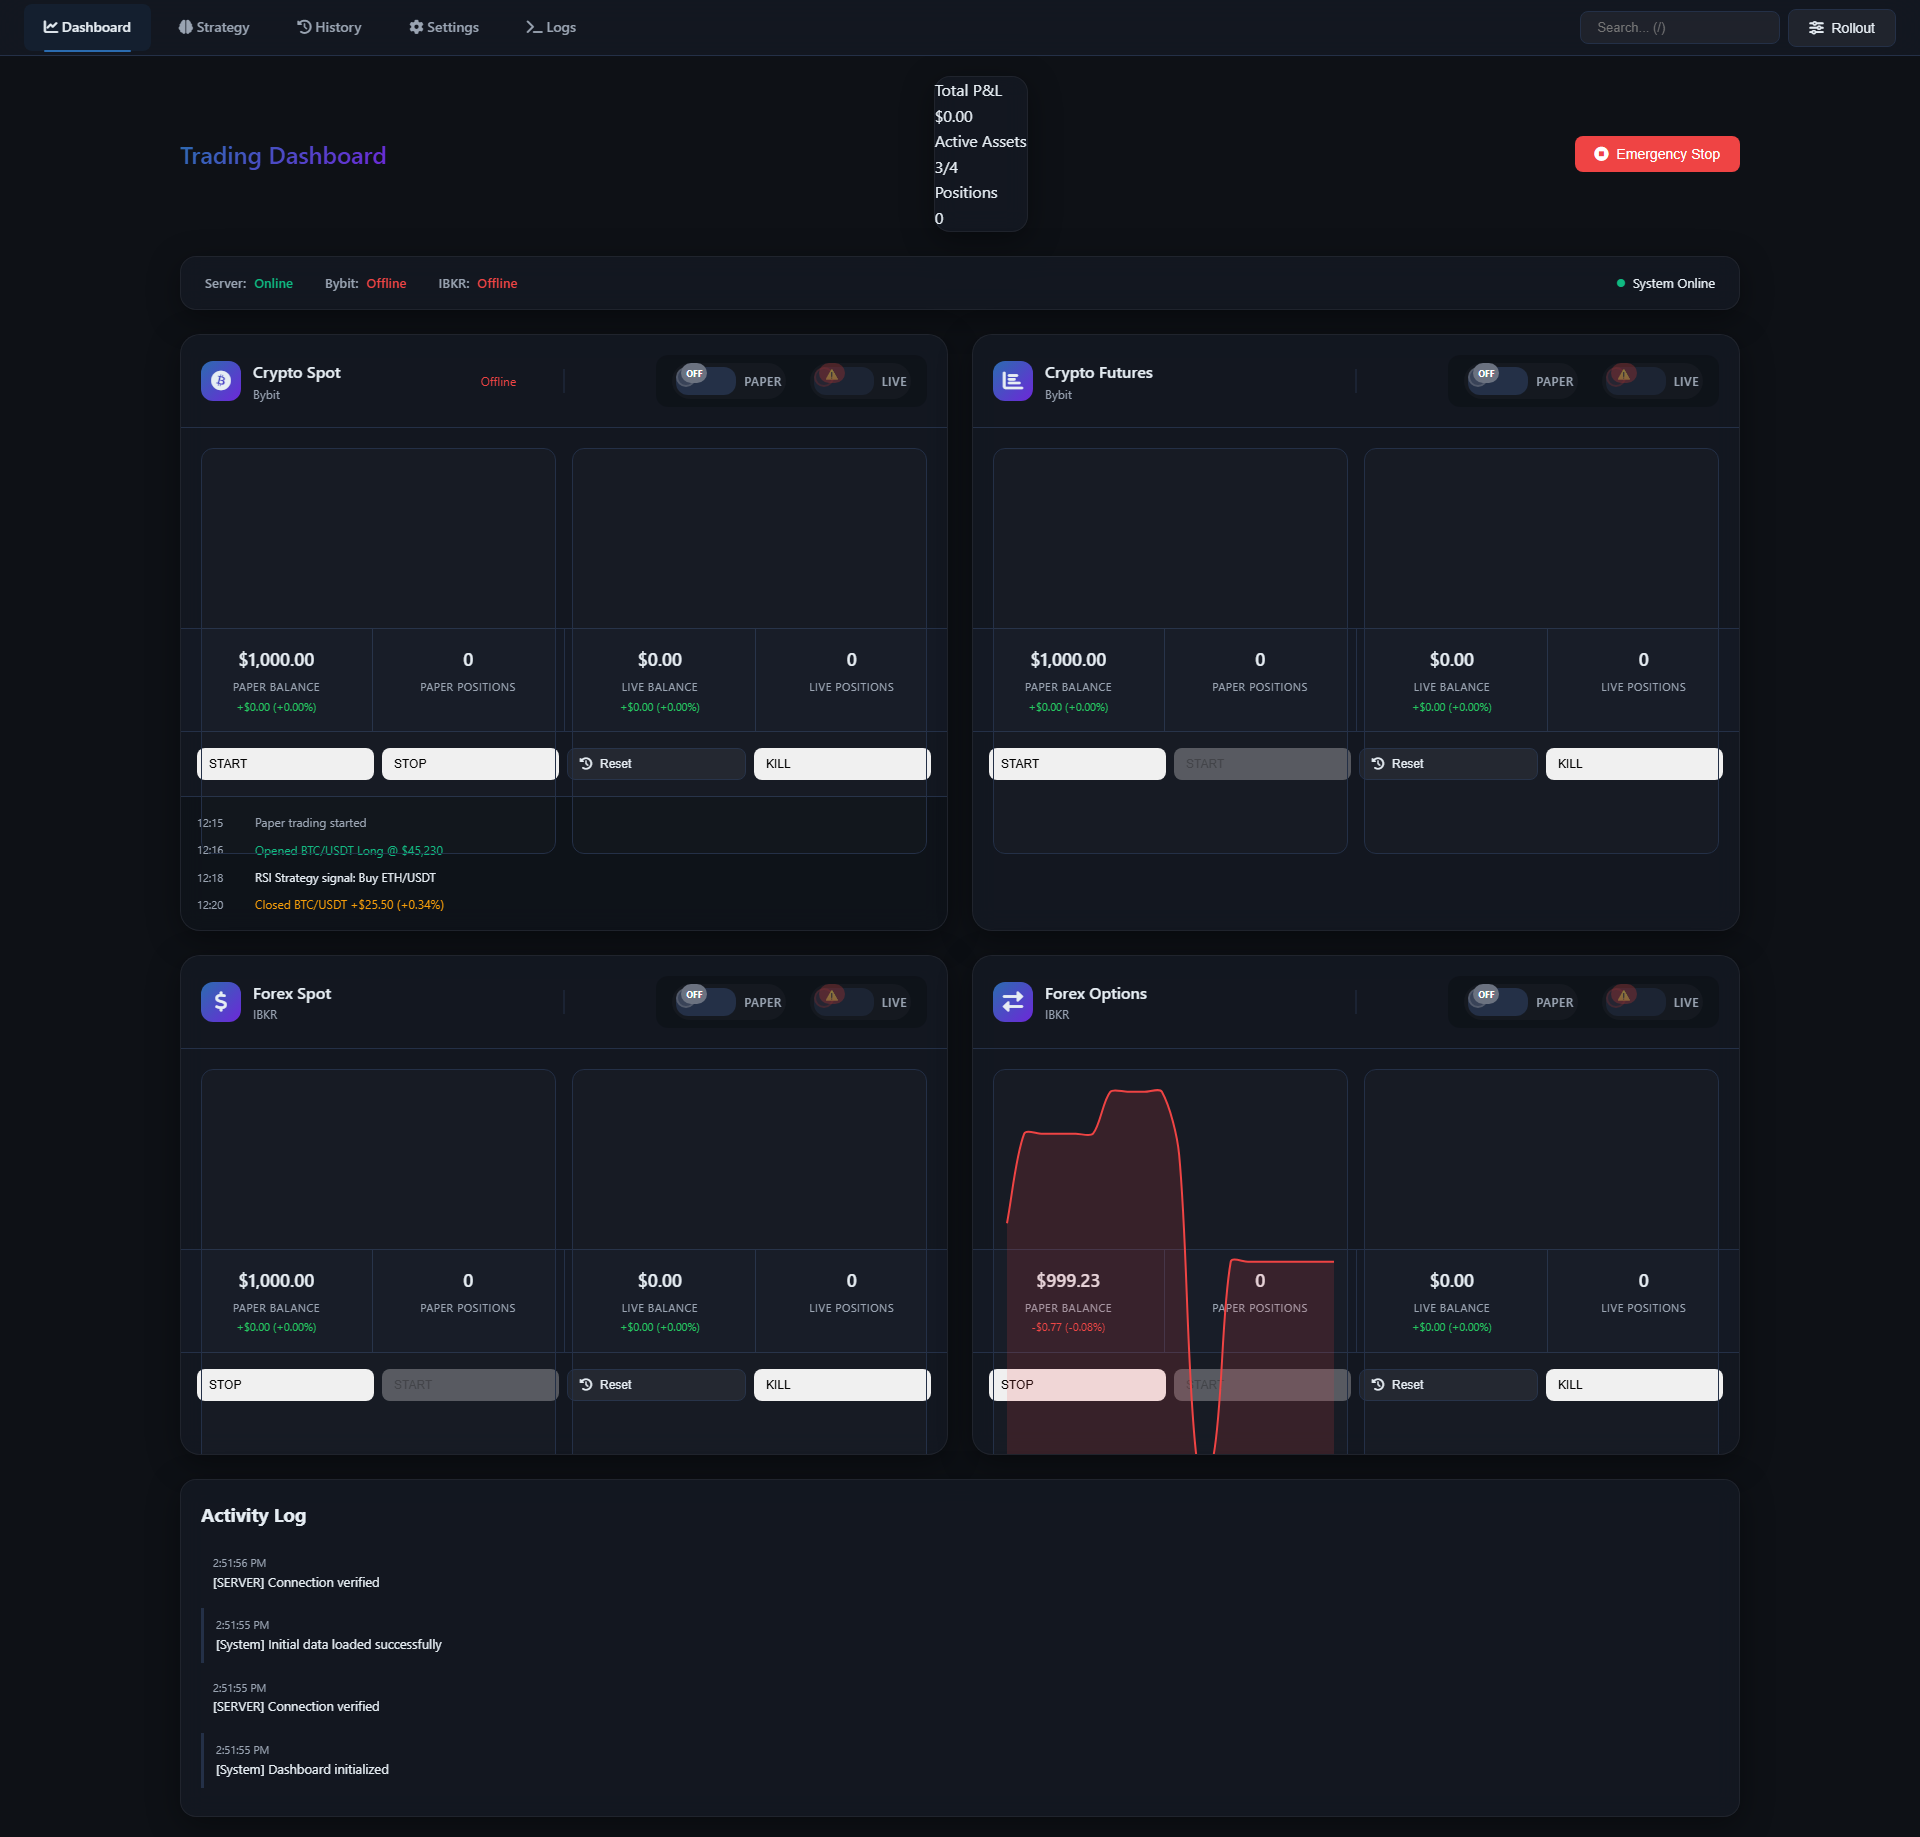 Dashboard Strategy History Settings Logs Search... (/) Rollout
Total P&L
$0.00
Active Assets
3/4
Positions
0
Trading Dashboard
Emergency Stop
Server: Online Bybit: Offline IBKR: Offline System Online
Crypto Spot
Bybit
Offline
OFF PAPER LIVE
$1,000.00 0 $0.00 0
PAPER BALANCE PAPER POSITIONS LIVE BALANCE LIVE POSITIONS
+$0.00 (+0.00%) +$0.00 (+0.00%)
START STOP Reset KILL
12:15 Paper trading started
12:16 Opened BTC/USDT Long @ $45,230
12:18 RSI Strategy signal: Buy ETH/USDT
12:20 Closed BTC/USDT +$25.50 (+0.34%)
Crypto Futures
Bybit
OFF PAPER LIVE
$1,000.00 0 $0.00 0
PAPER BALANCE PAPER POSITIONS LIVE BALANCE LIVE POSITIONS
+$0.00 (+0.00%) +$0.00 (+0.00%)
START START Reset KILL
Forex Spot
IBKR
OFF PAPER LIVE
$1,000.00 0 $0.00 0
PAPER BALANCE PAPER POSITIONS LIVE BALANCE LIVE POSITIONS
+$0.00 (+0.00%) +$0.00 (+0.00%)
STOP START Reset KILL
Forex Options
IBKR
OFF PAPER LIVE
$999.23 0 $0.00 0
PAPER BALANCE PAPER POSITIONS LIVE BALANCE LIVE POSITIONS
-$0.77 (-0.08%) +$0.00 (+0.00%)
STOP START Reset KILL
Activity Log
2:51:56 PM
[SERVER] Connection verified
2:51:55 PM
[System] Initial data loaded successfully
2:51:55 PM
[SERVER] Connection verified
2:51:55 PM
[System] Dashboard initialized